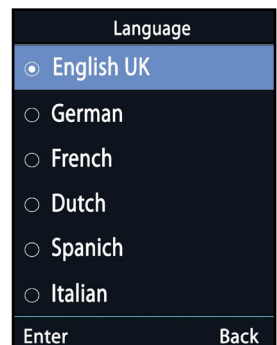 Language
English UK
German
French
Dutch
Spanich
Italian
Enter Back